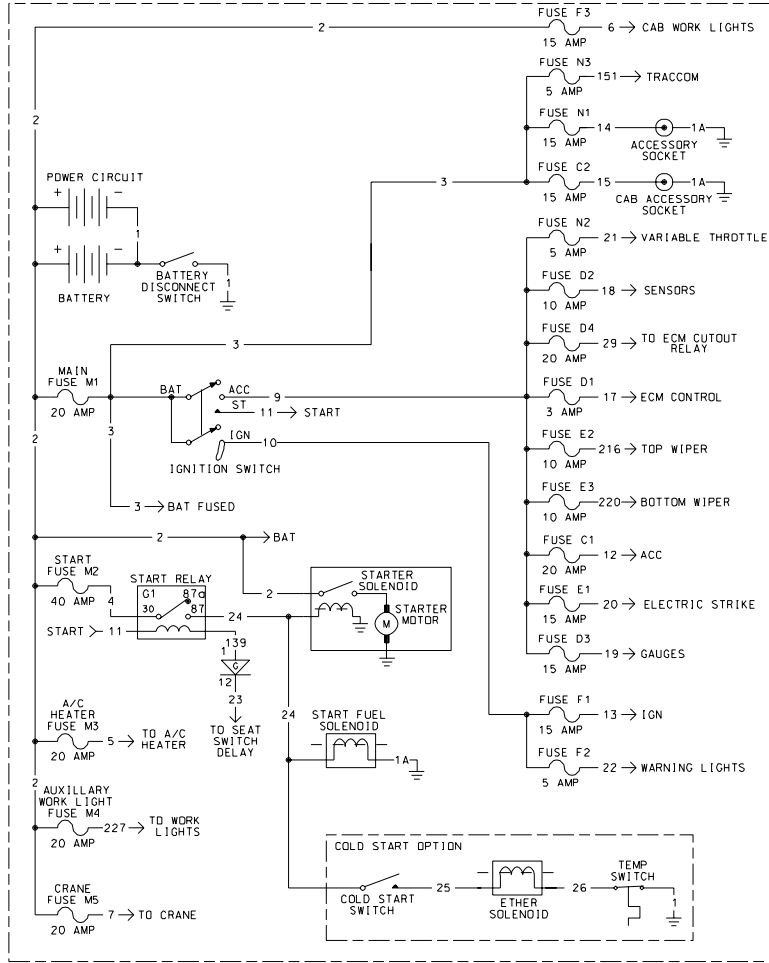 FUSE F3
2
6
CAB WORK LIGHTS
15 AMP
FUSE N3
151
TRACCOM
5 AMP
2
FUSE N1
14
1A
15 AMP
ACCESSORY
SOCKET
FUSE C2
3
15
1A
15 AMP
CAB ACCESSORY
SOCKET
POWER CIRCUIT
+
-
1
FUSE N2
21
VARIABLE THROTTLE
5 AMP
+
-
BATTERY
BATTERY
DISCONNECT
SWITCH
1
FUSE D2
18
SENSORS
10 AMP
FUSE D4
3
29
TO ECM CUTOUT
RELAY
20 AMP
MAIN
FUSE M1
20 AMP
BAT
ACC
9
ST
11
START
IGN
10
IGNITION SWITCH
FUSE D1
17
ECM CONTROL
3 AMP
2
3
FUSE E2
216
TOP WIPER
10 AMP
3
BAT FUSED
FUSE E3
220
BOTTOM WIPER
10 AMP
2
BAT
FUSE C1
12
ACC
20 AMP
START
FUSE M2
40 AMP
4
START RELAY
G1
87a
30
87
24
START
11
2
STARTER
SOLENOID
STARTER
MOTOR
M
FUSE E1
20
ELECTRIC STRIKE
15 AMP
139
1
G
12
23
TO SEAT
SWITCH
DELAY
FUSE D3
19
GAUGES
15 AMP
A/C
HEATER
FUSE M3
5
TO A/C
HEATER
20 AMP
24
START FUEL
SOLENOID
1A
FUSE F1
13
IGN
15 AMP
FUSE F2
22
WARNING LIGHTS
5 AMP
2
AUXILLARY
WORK LIGHT
FUSE M4
227
TO WORK
LIGHTS
20 AMP
COLD START OPTION
COLD START
SWITCH
25
ETHER
SOLENOID
26
TEMP
SWITCH
1
CRANE
FUSE M5
7
TO CRANE
20 AMP